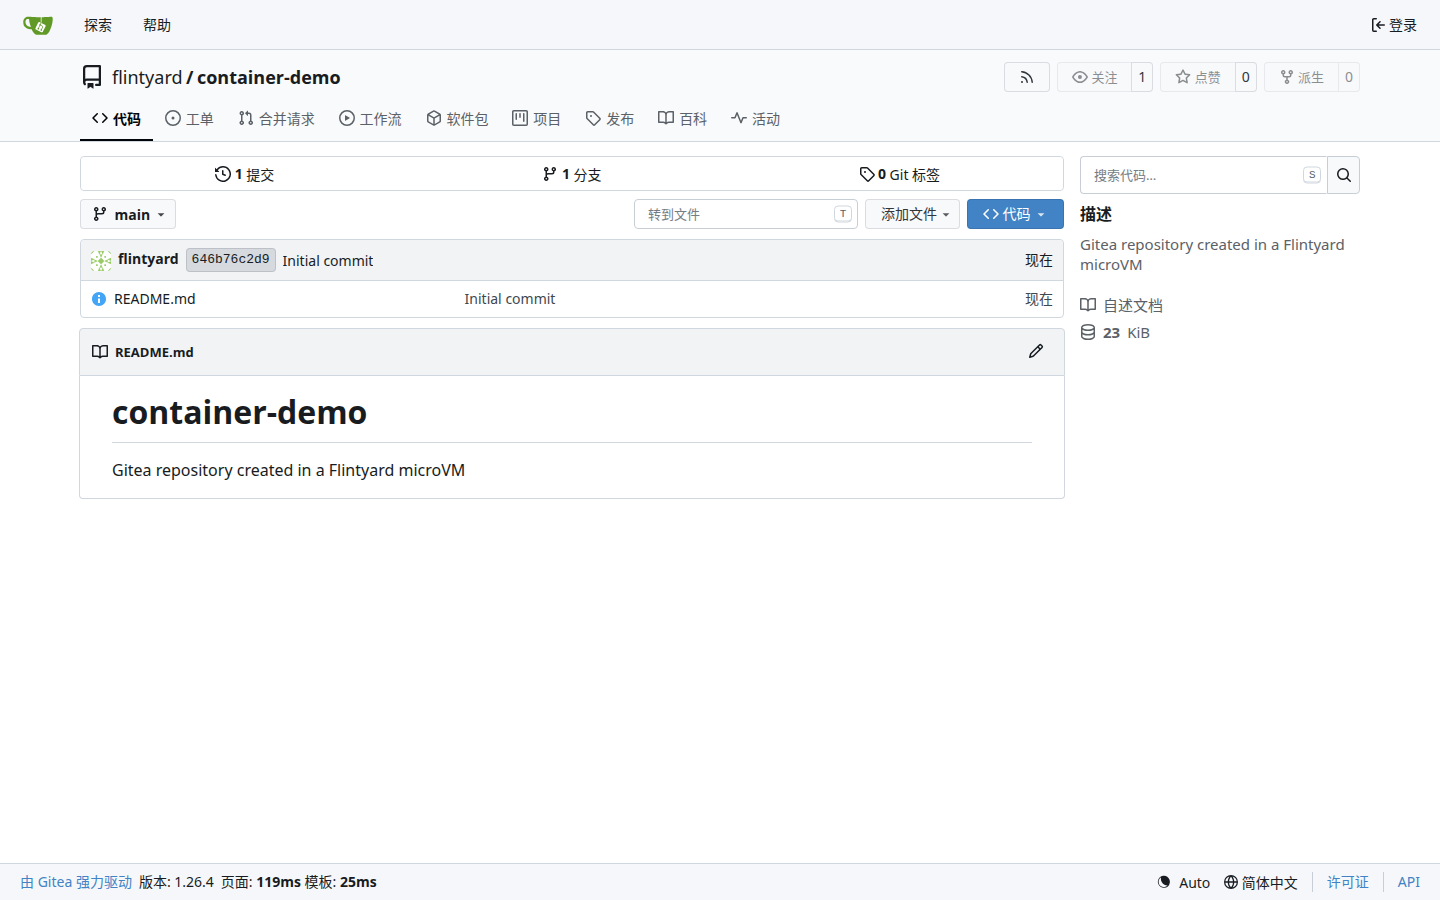 探索 帮助 登录
flintyard / container-demo 关注 1 点赞 0 派生 0
代码 工单 合并请求 工作流 软件包 项目 发布 百科 活动
1 提交 1 分支 0 Git 标签 搜索代码... S
main 转到文件 T 添加文件 代码 描述
Gitea repository created in a Flintyard
microVM
flintyard 646b76c2d9 Initial commit 现在
README.md Initial commit 现在
自述文档
23 KiB
README.md
container-demo
Gitea repository created in a Flintyard microVM
由 Gitea 强力驱动 版本: 1.26.4 页面: 119ms 模板: 25ms Auto 简体中文 许可证 API